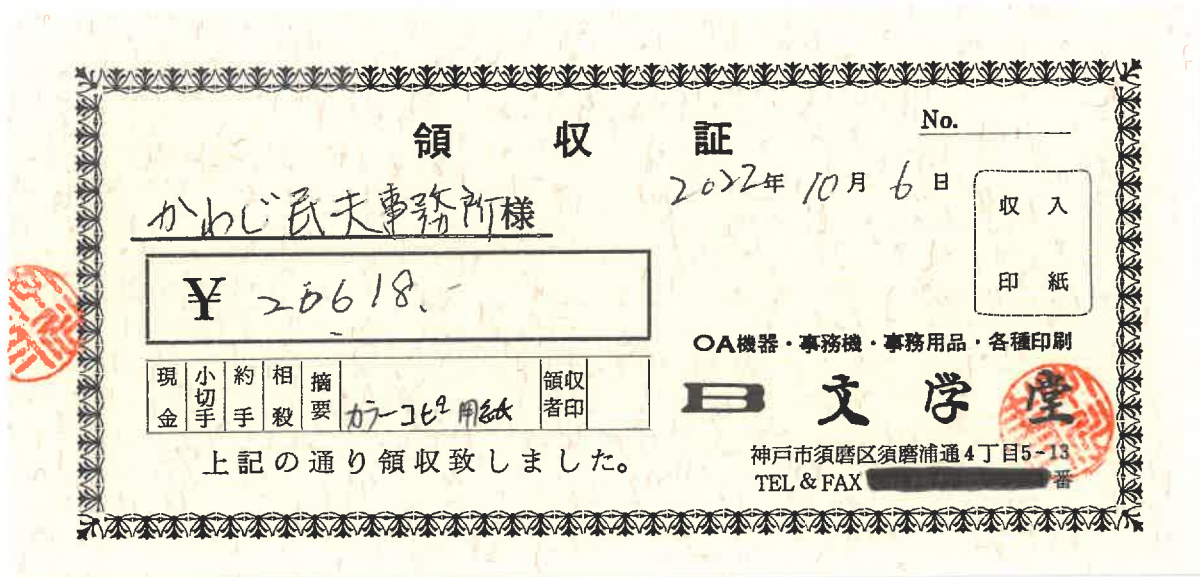 領収証
No.
2022年 10月 6日
かわじ民夫事務所様
収入
印紙
¥ 20618.-
OA機器・事務機・事務用品・各種印刷
現金 小切手 約手 相殺 摘要 カラーコピー用紙 領収者印
B 文学堂
上記の通り領収致しました。
神戸市須磨区須磨浦通4丁目5-13
TEL & FAX 番